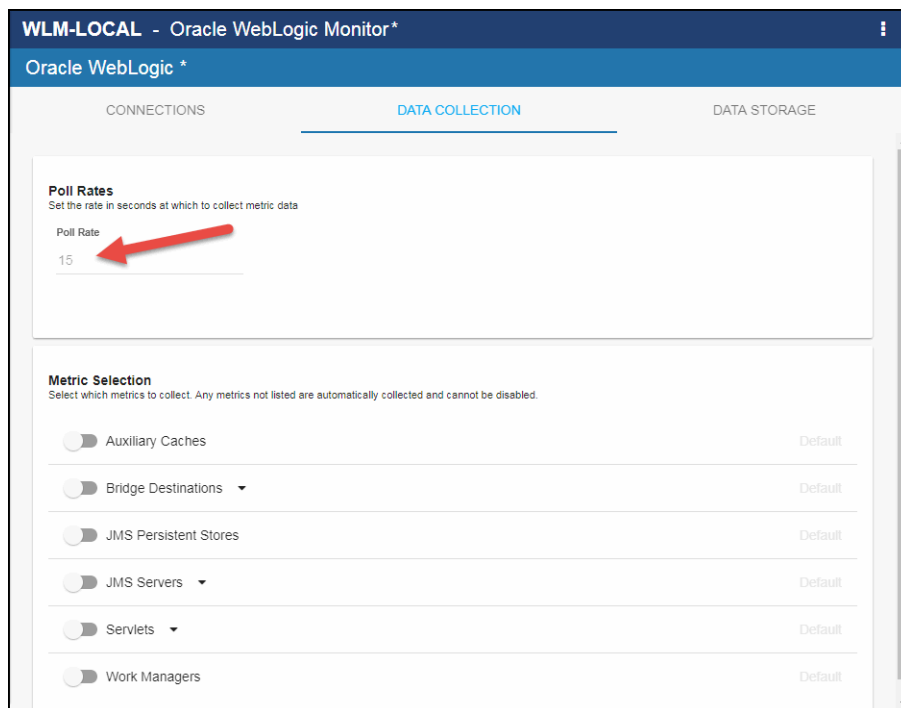 WLM-LOCAL - Oracle WebLogic Monitor*
Oracle WebLogic *
CONNECTIONS DATA COLLECTION DATA STORAGE
Poll Rates
Set the rate in seconds at which to collect metric data
Poll Rate
15
Metric Selection
Select which metrics to collect. Any metrics not listed are automatically collected and cannot be disabled.
Auxiliary Caches Default
Bridge Destinations Default
JMS Persistent Stores Default
JMS Servers Default
Servlets Default
Work Managers Default